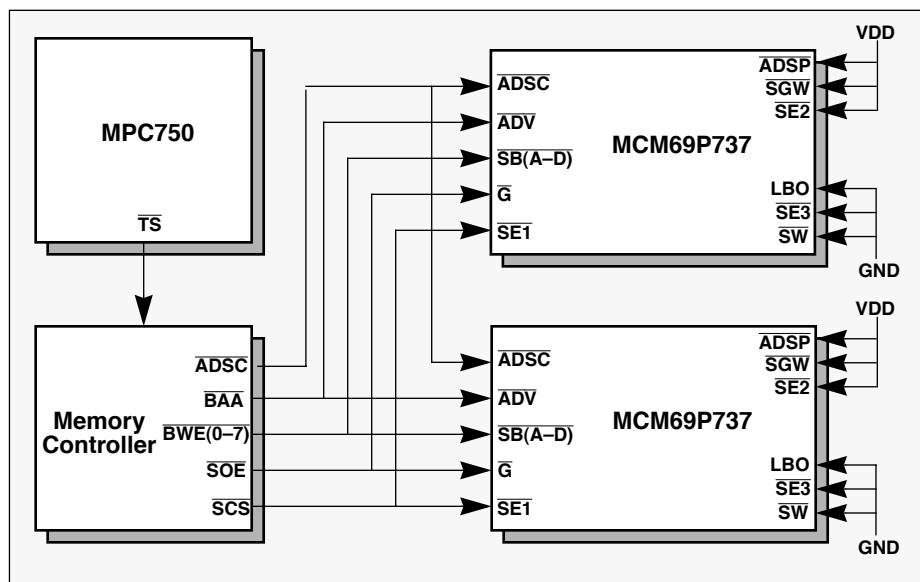 MPC750
TS
Memory
Controller
ADSC
BAA
BWE(0–7)
SOE
SCS
ADSC
ADV
SB(A–D)
G
SE1
MCM69P737
VDD
ADSP
SGW
SE2
LBO
SE3
SW
GND
ADSC
ADV
SB(A–D)
G
SE1
MCM69P737
VDD
ADSP
SGW
SE2
LBO
SE3
SW
GND